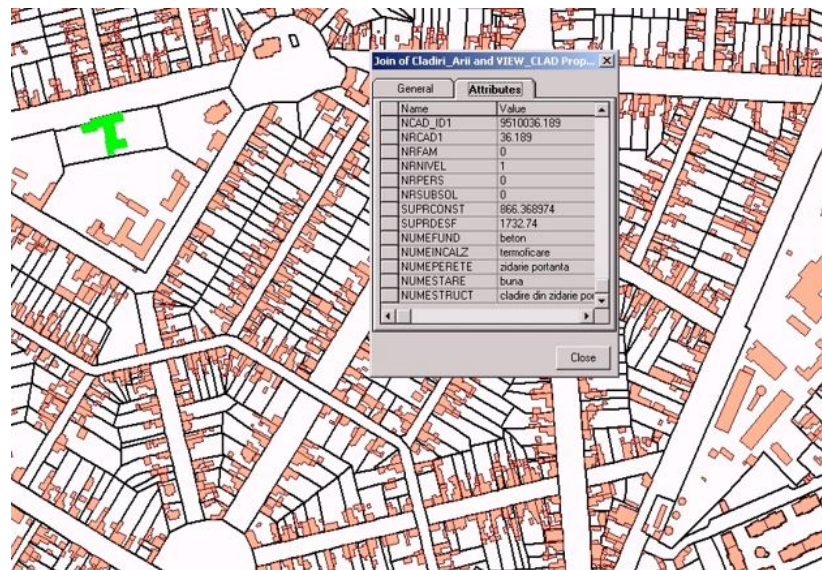 Join of Cladiri_Arii and VIEW_CLAD Prop...
General Attributes
Name Value
NCAD_ID1 9510036.189
NRCAD1 36.189
NRFAM 0
NRNIVEL 1
NRPERS 0
NRSUBSOL 0
SUPRCONST 866.368974
SUPRDESF 1732.74
NUMEFUND beton
NUMEINCALZ termoficare
NUMEPERETE zidarie portanta
NUMESTARE buna
NUMESTRUCT cladire din zidarie por
Close